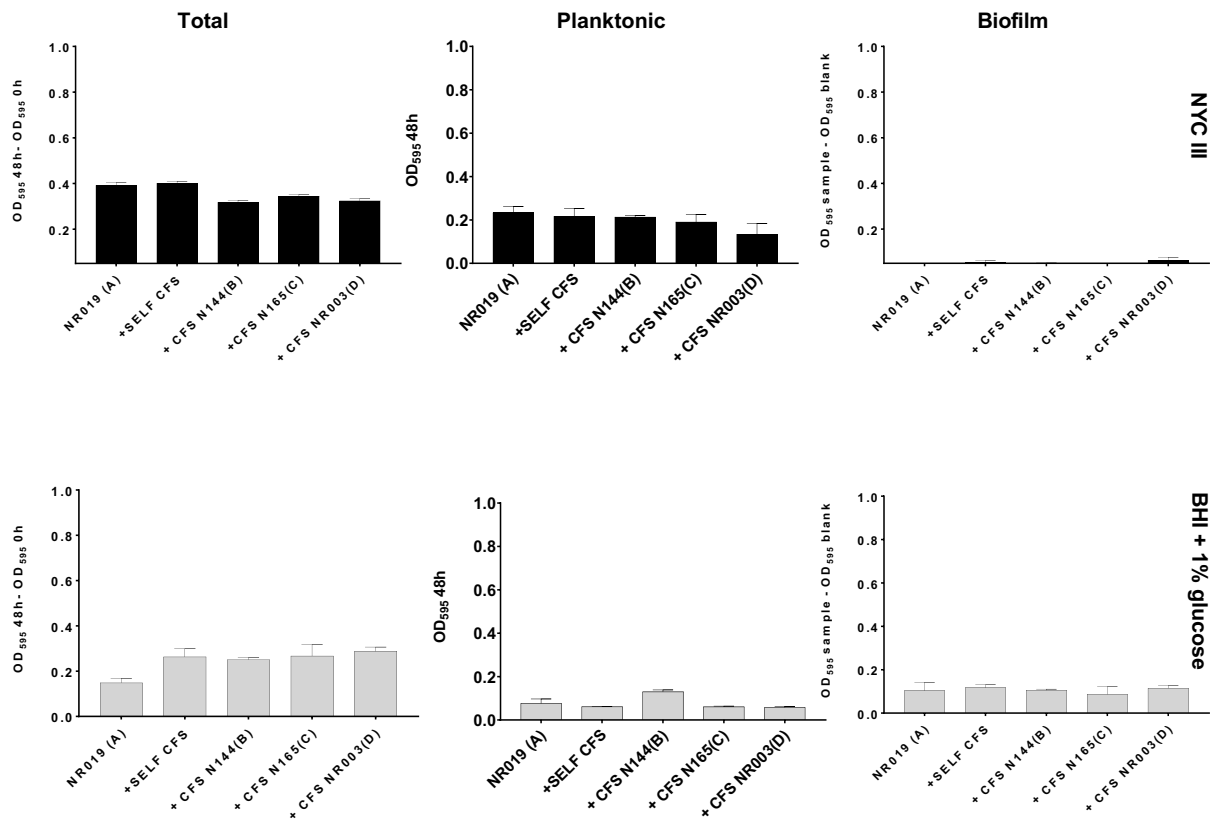 Total
Planktonic
Biofilm
OD595 48h- OD595 0h
1.0
0.8
0.6
0.4
0.2
NR019 (A)
+SELF CFS
+ CFS N144(B)
+CFS N165(C)
+ CFS NR003(D)
OD595 48h
1.0
0.8
0.6
0.4
0.2
0.0
NR019 (A)
+SELF CFS
+ CFS N144(B)
+ CFS N165(C)
+ CFS NR003(D)
OD595 sample - OD595 blank
1.0
0.8
0.6
0.4
0.2
NR019 (A)
+SELF CFS
+ CFS N144(B)
+ CFS N165(C)
+ CFS NR003(D)
NYC III
OD595 48h- OD595 0h
1.0
0.8
0.6
0.4
0.2
0.0
NR019 (A)
+SELF CFS
+ CFS N144(B)
+ CFS N165(C)
+ CFS NR003(D)
OD595 48h
1.0
0.8
0.6
0.4
0.2
0.0
NR019 (A)
+SELF CFS
+ CFS N144(B)
+ CFS N165(C)
+ CFS NR003(D)
OD595 sample - OD595 blank
1.0
0.8
0.6
0.4
0.2
0.0
NR019 (A)
+SELF CFS
+ CFS N144(B)
+ CFS N165(C)
+ CFS NR003(D)
BHI + 1% glucose